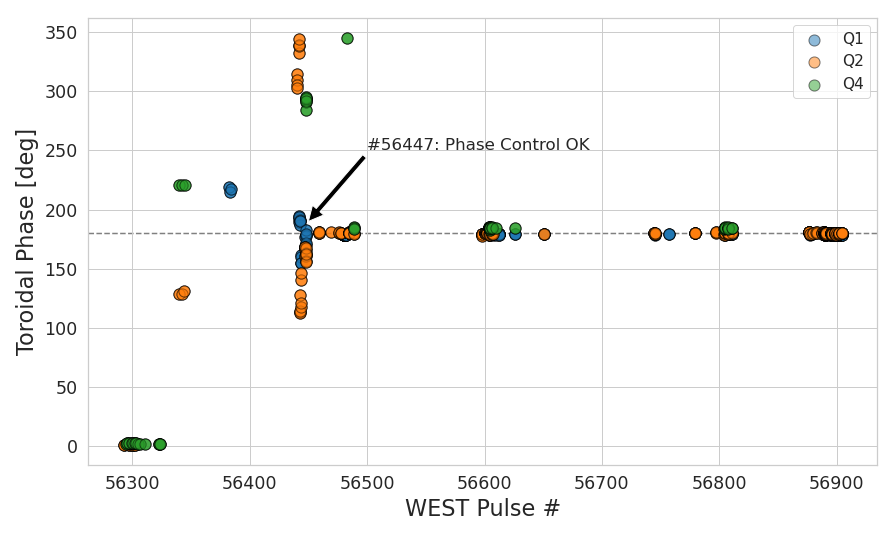 350
300
250
200
150
100
50
0
Toroidal Phase [deg]
#56447: Phase Control OK
Q1
Q2
Q4
56300 56400 56500 56600 56700 56800 56900
WEST Pulse #